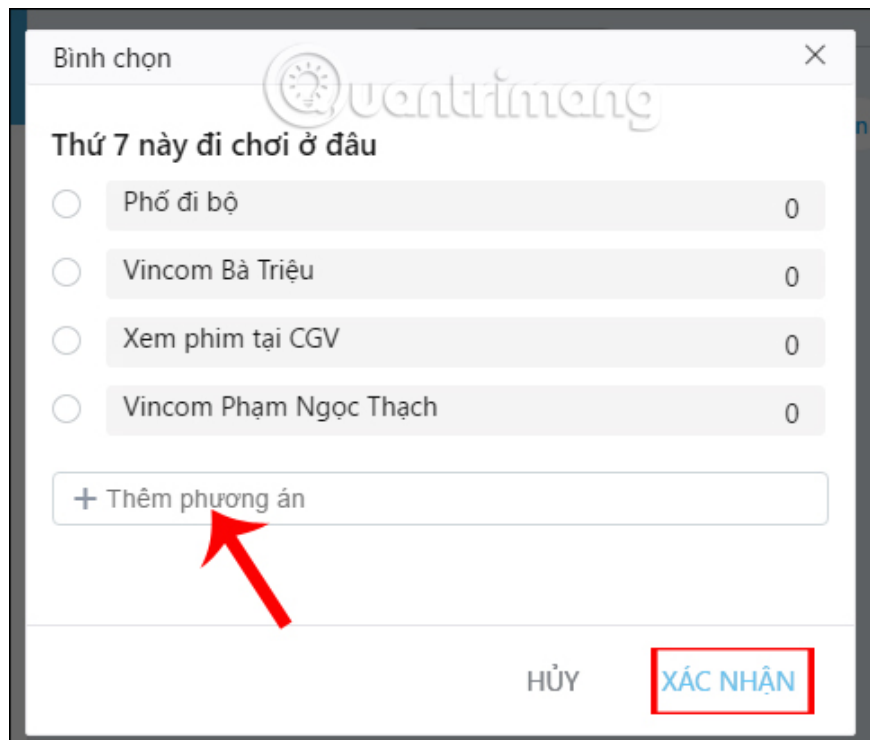 Bình chọn
Quantrimang
Thứ 7 này đi chơi ở đâu
n
Phố đi bộ 0
Vincom Bà Triệu 0
Xem phim tại CGV 0
Vincom Phạm Ngọc Thạch 0
+ Thêm phương án
HỦY XÁC NHẬN